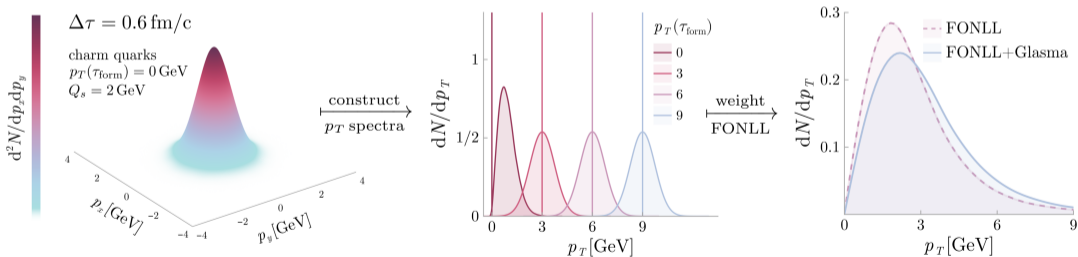 Δτ = 0.6 fm/c
charm quarks
p_T(τ_form) = 0 GeV
Q_s = 2 GeV
d²N/dp_zdp_y
4
2
0
−2
−4
p_x[GeV]
−4
−2
0
2
4
p_y[GeV]
construct
p_T spectra
dN/dp_T
1
1/2
0
0
3
6
9
p_T[GeV]
p_T(τ_form)
0
3
6
9
weight
FONLL
dN/dp_T
0.3
0.2
0.1
0
3
6
9
p_T[GeV]
FONLL
FONLL+Glasma